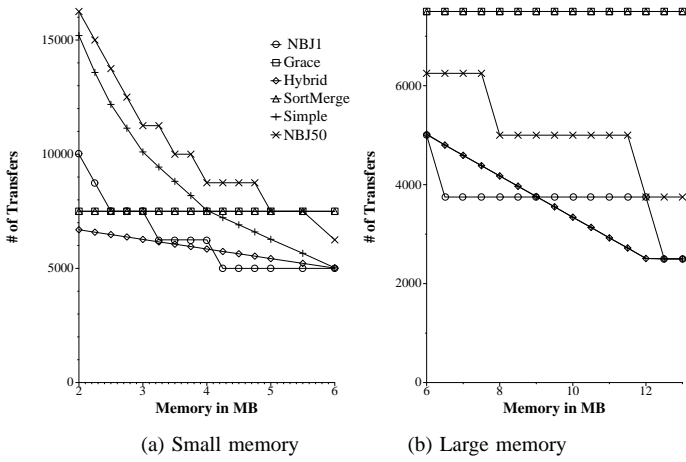 15000
10000
5000
0
# of Transfers
NBJ1
Grace
Hybrid
SortMerge
Simple
NBJ50
2 3 4 5 6
Memory in MB
(a) Small memory
6000
4000
2000
0
# of Transfers
6 8 10 12
Memory in MB
(b) Large memory